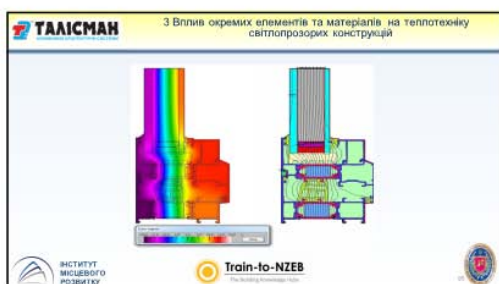 ТАЛІСМАН
3 Вплив окремих елементів та матеріалів на теплотехніку
світлопрозорих конструкцій
ІНСТИТУТ
МІСЦЕВОГО
РОЗВИТКУ
Train-to-NZEB
The Building Knowledge Hubs